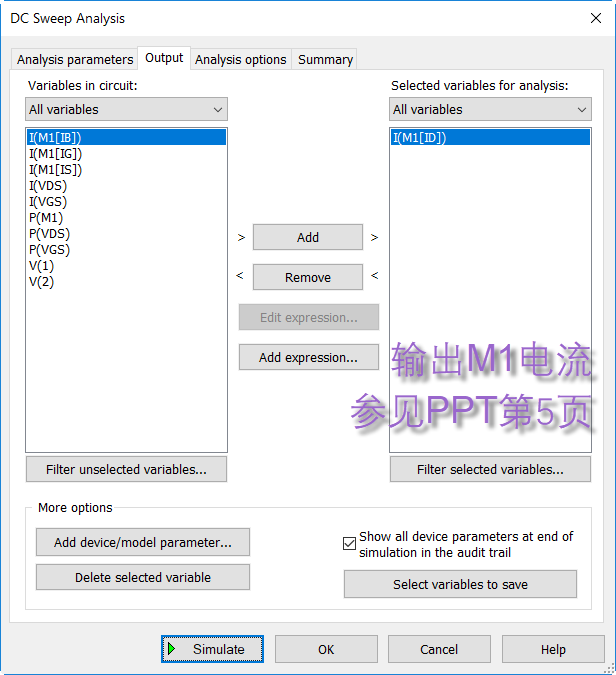 DC Sweep Analysis
Analysis parameters Output Analysis options Summary
Variables in circuit:
All variables
I(M1[IB])
I(M1[IG])
I(M1[IS])
I(VDS)
I(VGS)
P(M1)
P(VDS)
P(VGS)
V(1)
V(2)
> Add >
< Remove <
Edit expression...
Add expression...
Selected variables for analysis:
All variables
I(M1[ID])
输出M1电流
参见PPT第5页
Filter unselected variables...
Filter selected variables...
More options
Add device/model parameter...
Delete selected variable
Show all device parameters at end of
simulation in the audit trail
Select variables to save
Simulate OK Cancel Help